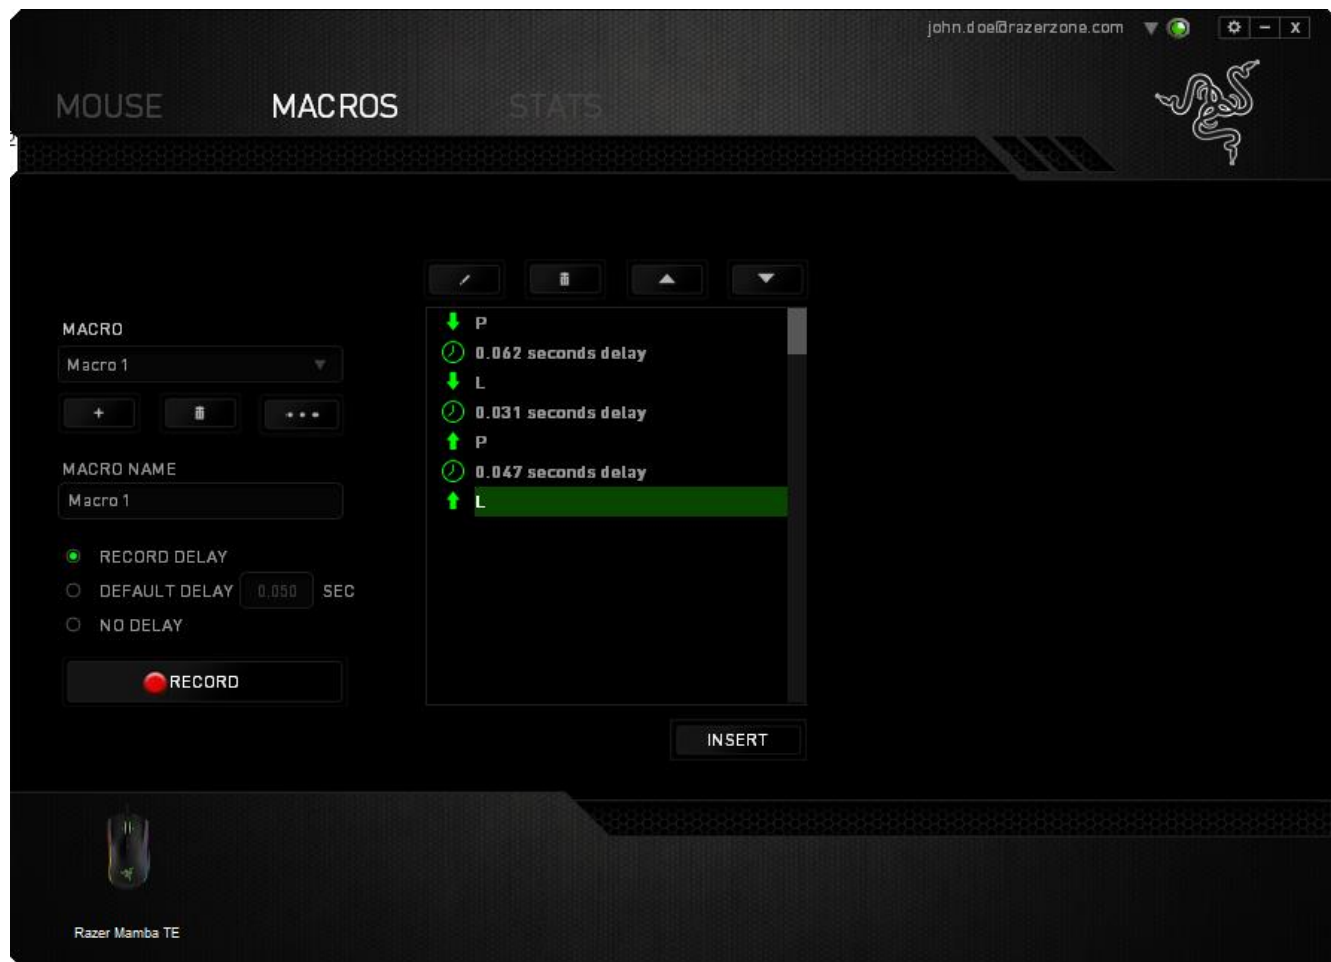 john.doe@razerzone.com
X
MOUSE MACROS STATS
2
MACRO
Macro 1
MACRO NAME
Macro 1
RECORD DELAY
DEFAULT DELAY 0.050 SEC
NO DELAY
RECORD
P
0.062 seconds delay
L
0.031 seconds delay
P
0.047 seconds delay
L
INSERT
Razer Mamba TE